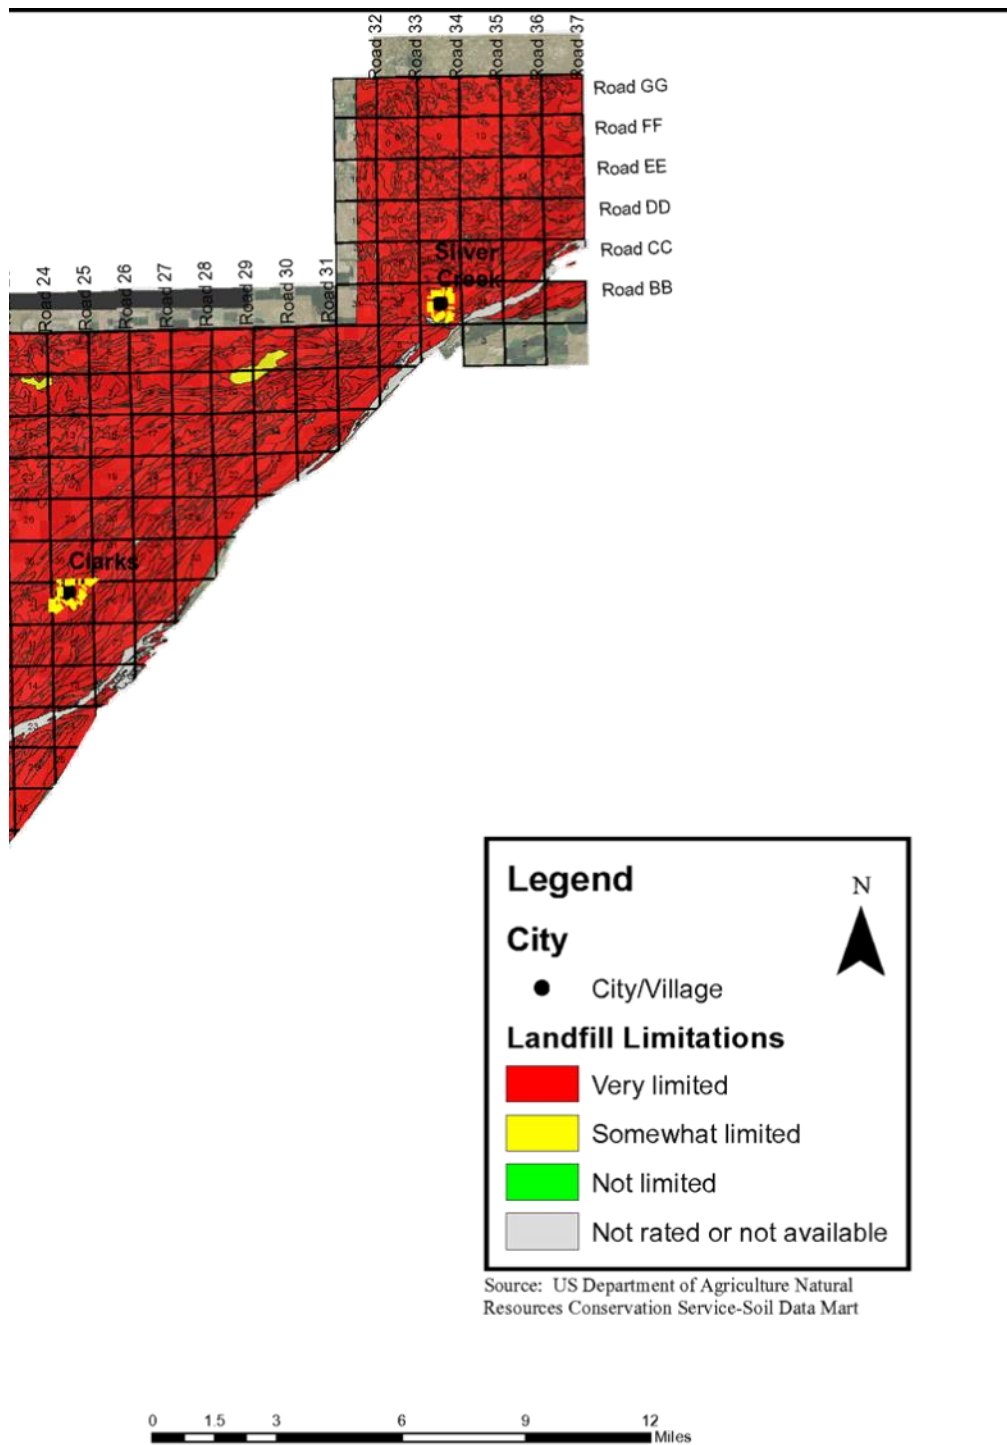 Road 32
Road 33
Road 34
Road 35
Road 36
Road 37
Road GG
Road FF
Road EE
Road DD
Road CC
Road BB
Road 24
Road 25
Road 26
Road 27
Road 28
Road 29
Road 30
Road 31
Silver
Creek
Clarks
Legend
N
City
City/Village
Landfill Limitations
Very limited
Somewhat limited
Not limited
Not rated or not available
Source: US Department of Agriculture Natural
Resources Conservation Service-Soil Data Mart
0 1.5 3 6 9 12
Miles